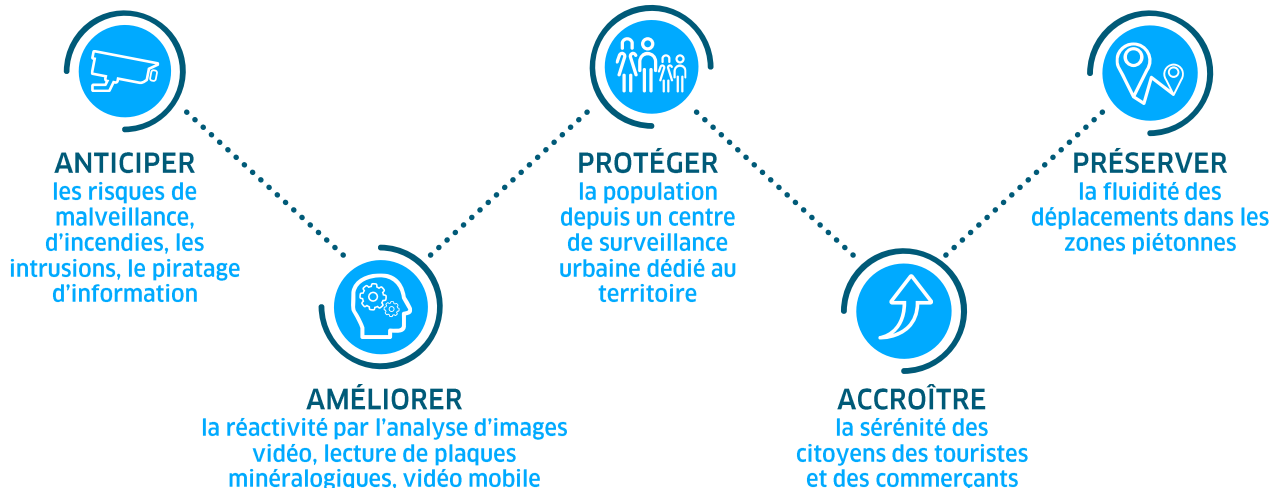 ANTICIPER
les risques de
malveillance,
d'incendies, les
intrusions, le piratage
d'information
AMÉLIORER
la réactivité par l'analyse d'images
vidéo, lecture de plaques
minéralogiques, vidéo mobile
PROTÉGER
la population
depuis un centre
de surveillance
urbaine dédié au
territoire
ACCROÎTRE
la sérénité des
citoyens des touristes
et des commerçants
PRÉSERVER
la fluidité des
déplacements dans les
zones piétonnes